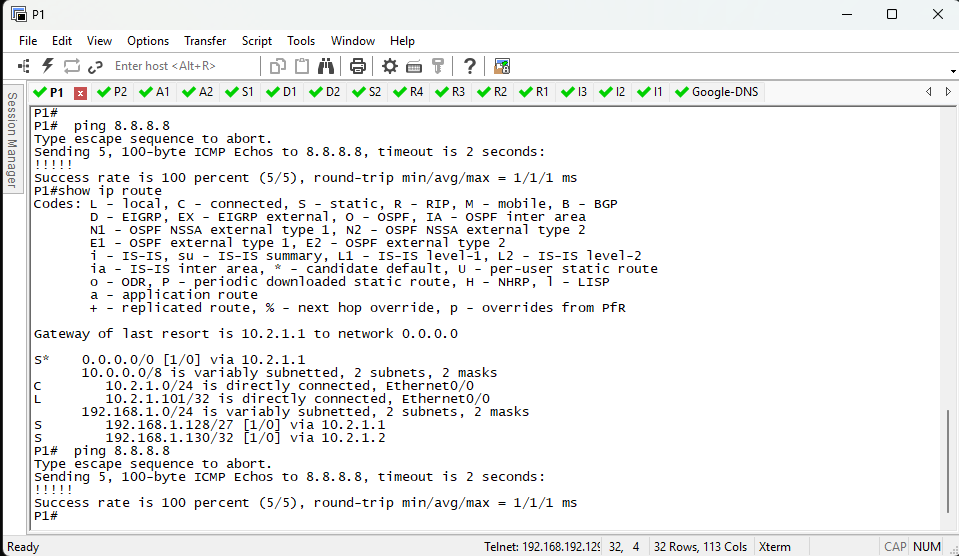 P1
File Edit View Options Transfer Script Tools Window Help
Enter host <Alt+R>
Session Manager
P1 P2 A1 A2 S1 D1 D2 S2 R4 R3 R2 R1 I3 I2 I1 Google-DNS
P1#
P1#  ping 8.8.8.8
Type escape sequence to abort.
Sending 5, 100-byte ICMP Echos to 8.8.8.8, timeout is 2 seconds:
!!!!!
Success rate is 100 percent (5/5), round-trip min/avg/max = 1/1/1 ms
P1#show ip route
Codes: L - local, C - connected, S - static, R - RIP, M - mobile, B - BGP
       D - EIGRP, EX - EIGRP external, O - OSPF, IA - OSPF inter area
       N1 - OSPF NSSA external type 1, N2 - OSPF NSSA external type 2
       E1 - OSPF external type 1, E2 - OSPF external type 2
       i - IS-IS, su - IS-IS summary, L1 - IS-IS level-1, L2 - IS-IS level-2
       ia - IS-IS inter area, * - candidate default, U - per-user static route
       o - ODR, P - periodic downloaded static route, H - NHRP, l - LISP
       a - application route
       + - replicated route, % - next hop override, p - overrides from PfR
Gateway of last resort is 10.2.1.1 to network 0.0.0.0
S*    0.0.0.0/0 [1/0] via 10.2.1.1
      10.0.0.0/8 is variably subnetted, 2 subnets, 2 masks
C        10.2.1.0/24 is directly connected, Ethernet0/0
L        10.2.1.101/32 is directly connected, Ethernet0/0
      192.168.1.0/24 is variably subnetted, 2 subnets, 2 masks
S        192.168.1.128/27 [1/0] via 10.2.1.1
S        192.168.1.130/32 [1/0] via 10.2.1.2
P1#  ping 8.8.8.8
Type escape sequence to abort.
Sending 5, 100-byte ICMP Echos to 8.8.8.8, timeout is 2 seconds:
!!!!!
Success rate is 100 percent (5/5), round-trip min/avg/max = 1/1/1 ms
P1#
Ready Telnet: 192.168.192.129 32, 4 32 Rows, 113 Cols Xterm CAP NUM